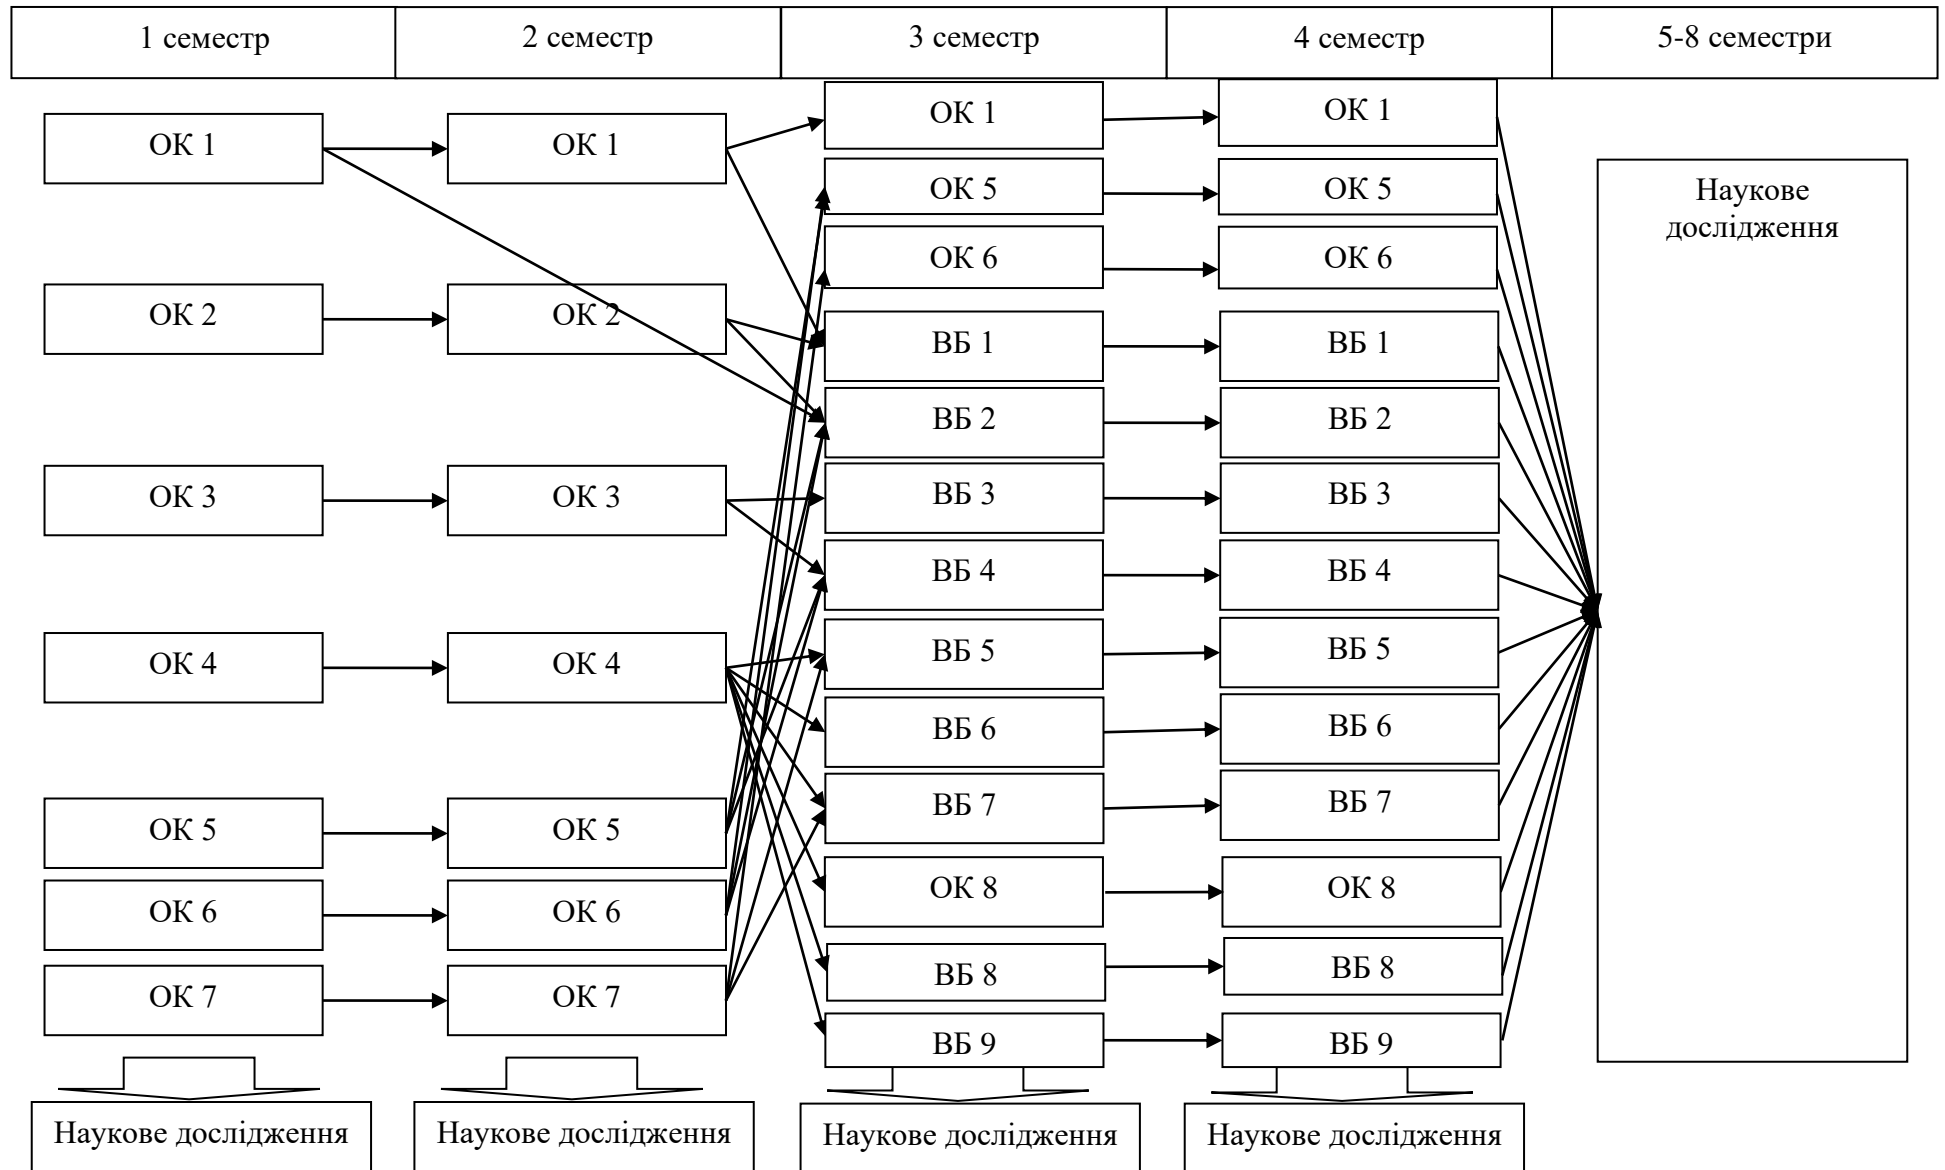 1 семестр
2 семестр
3 семестр
4 семестр
5-8 семестри
ОК 1
ОК 2
ОК 3
ОК 4
ОК 5
ОК 6
ОК 7
Наукове дослідження
ОК 1
ОК 2
ОК 3
ОК 4
ОК 5
ОК 6
ОК 7
Наукове дослідження
ОК 1
ОК 5
ОК 6
ВБ 1
ВБ 2
ВБ 3
ВБ 4
ВБ 5
ВБ 6
ВБ 7
ОК 8
ВБ 8
ВБ 9
Наукове дослідження
ОК 1
ОК 5
ОК 6
ВБ 1
ВБ 2
ВБ 3
ВБ 4
ВБ 5
ВБ 6
ВБ 7
ОК 8
ВБ 8
ВБ 9
Наукове дослідження
Наукове
дослідження